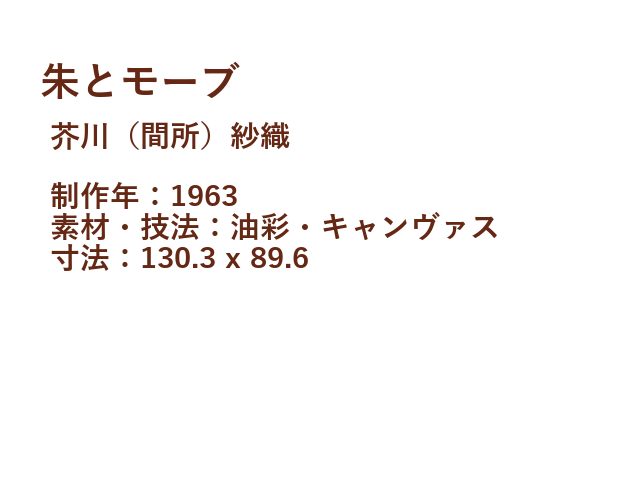 朱とモーブ
芥川（間所）紗織
制作年：1963
素材・技法：油彩・キャンヴァス
寸法：130.3 x 89.6